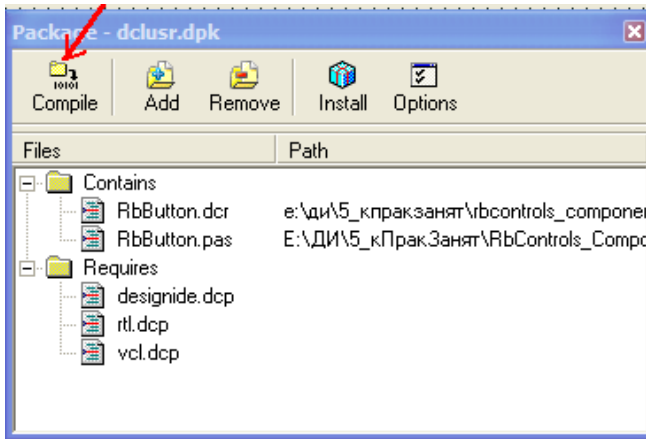 Package - dclusr.dpk
Compile Add Remove Install Options
Files Path
Contains
RbButton.dcr e:\ди\5_кпракзанят\rbcontrols_componer
RbButton.pas E:\ДИ\5_кПракЗанят\RbControls_Compo
Requires
designide.dcp
rtl.dcp
vcl.dcp